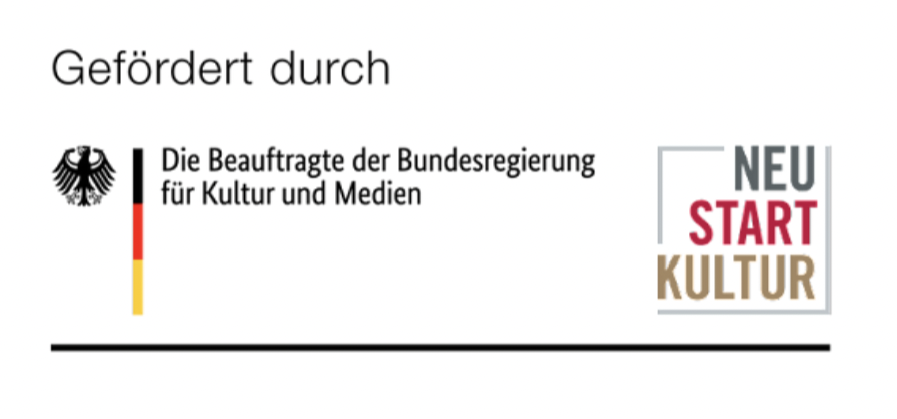 Gefördert durch
Die Beauftragte der Bundesregierung
für Kultur und Medien
NEU
START
KULTUR